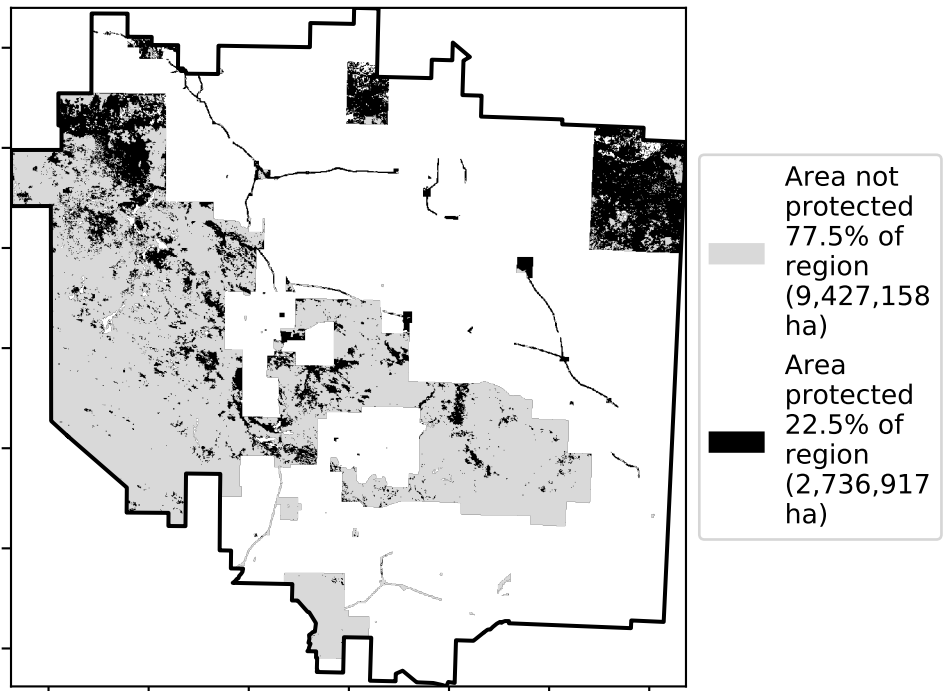 Area not
protected
77.5% of
region
(9,427,158
ha)
Area
protected
22.5% of
region
(2,736,917
ha)